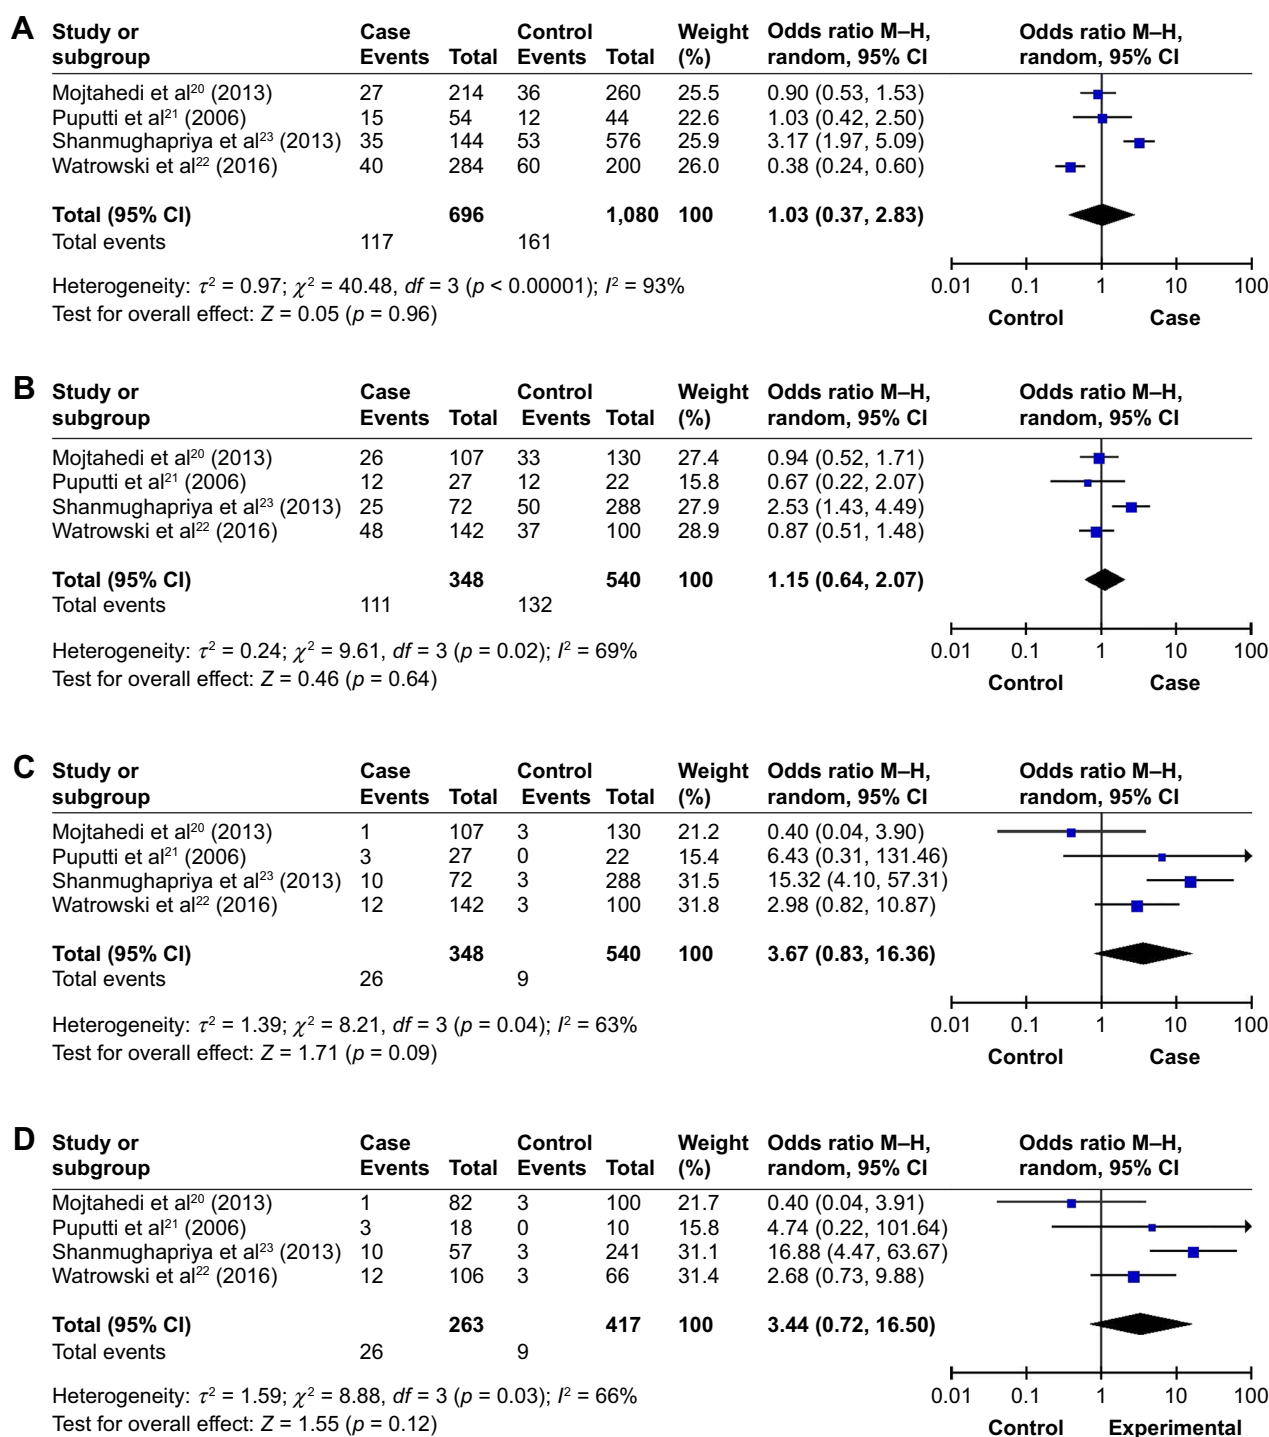 A Study or Case Control Weight Odds ratio M–H, Odds ratio M–H,
subgroup Events Total Events Total (%) random, 95% CI random, 95% CI
Mojtahedi et al20 (2013) 27 214 36 260 25.5 0.90 (0.53, 1.53)
Puputti et al21 (2006) 15 54 12 44 22.6 1.03 (0.42, 2.50)
Shanmughapriya et al23 (2013) 35 144 53 576 25.9 3.17 (1.97, 5.09)
Watrowski et al22 (2016) 40 284 60 200 26.0 0.38 (0.24, 0.60)
Total (95% CI) 696 1,080 100 1.03 (0.37, 2.83)
Total events 117 161
Heterogeneity: τ2 = 0.97; χ2 = 40.48, df = 3 (p < 0.00001); I2 = 93%
0.01 0.1 1 10 100
Test for overall effect: Z = 0.05 (p = 0.96)
Control Case
B Study or Case Control Weight Odds ratio M–H, Odds ratio M–H,
subgroup Events Total Events Total (%) random, 95% CI random, 95% CI
Mojtahedi et al20 (2013) 26 107 33 130 27.4 0.94 (0.52, 1.71)
Puputti et al21 (2006) 12 27 12 22 15.8 0.67 (0.22, 2.07)
Shanmughapriya et al23 (2013) 25 72 50 288 27.9 2.53 (1.43, 4.49)
Watrowski et al22 (2016) 48 142 37 100 28.9 0.87 (0.51, 1.48)
Total (95% CI) 348 540 100 1.15 (0.64, 2.07)
Total events 111 132
Heterogeneity: τ2 = 0.24; χ2 = 9.61, df = 3 (p = 0.02); I2 = 69%
0.01 0.1 1 10 100
Test for overall effect: Z = 0.46 (p = 0.64)
Control Case
C Study or Case Control Weight Odds ratio M–H, Odds ratio M–H,
subgroup Events Total Events Total (%) random, 95% CI random, 95% CI
Mojtahedi et al20 (2013) 1 107 3 130 21.2 0.40 (0.04, 3.90)
Puputti et al21 (2006) 3 27 0 22 15.4 6.43 (0.31, 131.46)
Shanmughapriya et al23 (2013) 10 72 3 288 31.5 15.32 (4.10, 57.31)
Watrowski et al22 (2016) 12 142 3 100 31.8 2.98 (0.82, 10.87)
Total (95% CI) 348 540 100 3.67 (0.83, 16.36)
Total events 26 9
Heterogeneity: τ2 = 1.39; χ2 = 8.21, df = 3 (p = 0.04); I2 = 63%
0.01 0.1 1 10 100
Test for overall effect: Z = 1.71 (p = 0.09)
Control Case
D Study or Case Control Weight Odds ratio M–H, Odds ratio M–H,
subgroup Events Total Events Total (%) random, 95% CI random, 95% CI
Mojtahedi et al20 (2013) 1 82 3 100 21.7 0.40 (0.04, 3.91)
Puputti et al21 (2006) 3 18 0 10 15.8 4.74 (0.22, 101.64)
Shanmughapriya et al23 (2013) 10 57 3 241 31.1 16.88 (4.47, 63.67)
Watrowski et al22 (2016) 12 106 3 66 31.4 2.68 (0.73, 9.88)
Total (95% CI) 263 417 100 3.44 (0.72, 16.50)
Total events 26 9
Heterogeneity: τ2 = 1.59; χ2 = 8.88, df = 3 (p = 0.03); I2 = 66%
0.01 0.1 1 10 100
Test for overall effect: Z = 1.55 (p = 0.12)
Control Experimental